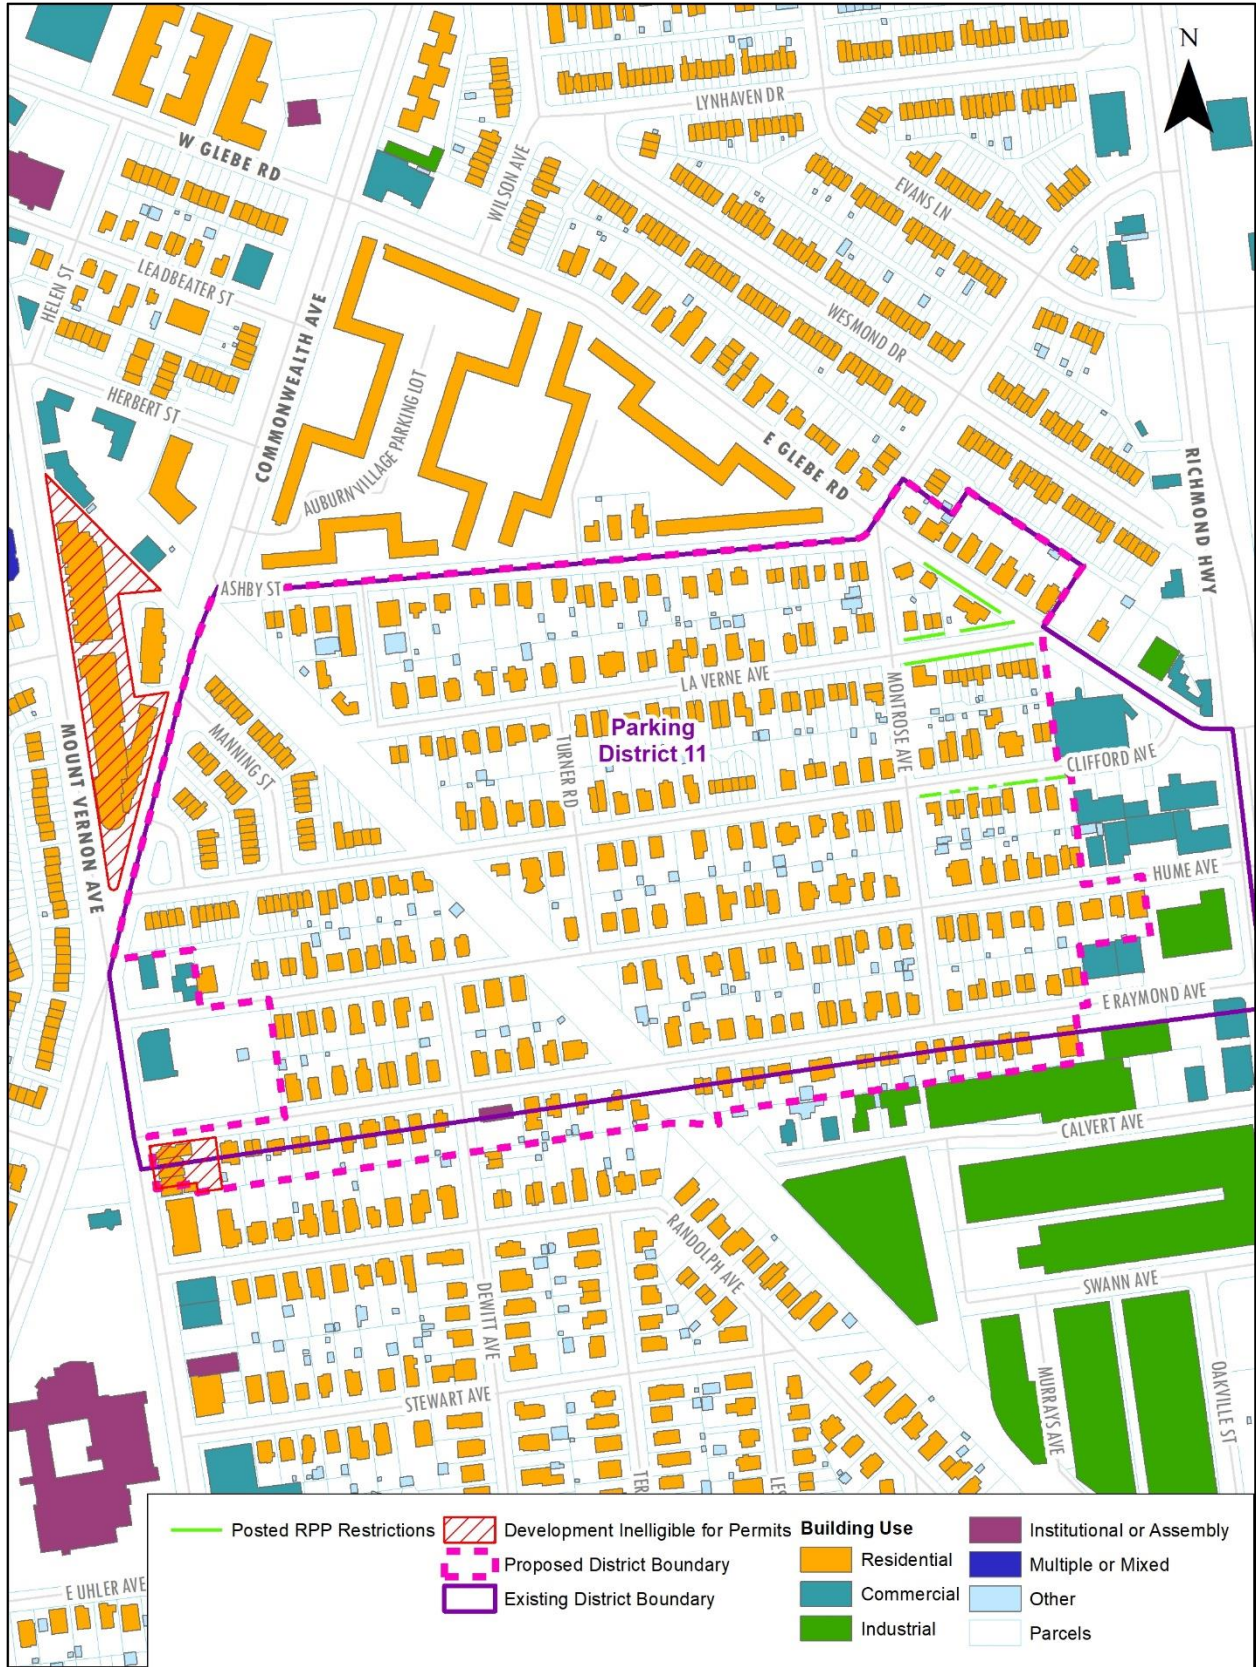 N
LYNHAVEN DR
W GLEBE RD
WILSON AVE
EVANS LN
LEADBEATER ST
HELEN ST
WESMOND DR
HERBERT ST
COMMONWEALTH AVE
AUBURN VILLAGE PARKING LOT
E GLEBE RD
RICHMOND HWY
ASHBY ST
LA VERNE AVE
MONTROSE AVE
Parking
District 11
TURNER RD
MANNING ST
CLIFFORD AVE
MOUNT VERNON AVE
HUME AVE
E RAYMOND AVE
CALVERT AVE
RANDOLPH AVE
SWANN AVE
DEWITT AVE
MURRAYS AVE
OAKVILLE ST
STEWART AVE
TER
LES
E UHLER AVE
Posted RPP Restrictions
Development Ineligible for Permits
Proposed District Boundary
Existing District Boundary
Building Use
Residential
Commercial
Industrial
Institutional or Assembly
Multiple or Mixed
Other
Parcels